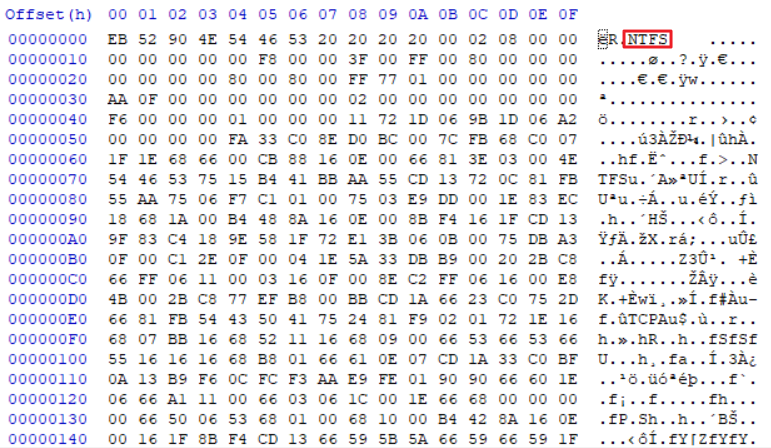 Offset(h) 00 01 02 03 04 05 06 07 08 09 0A 0B 0C 0D 0E 0F
00000000 EB 52 90 4E 54 46 53 20 20 20 20 00 02 08 00 00 ëR.NTFS    .....
00000010 00 00 00 00 00 F8 00 00 3F 00 FF 00 80 00 00 00 .....ø..?.ÿ.€...
00000020 00 00 00 00 80 00 80 00 FF 77 01 00 00 00 00 00 ....€.€.ÿw......
00000030 AA 0F 00 00 00 00 00 00 02 00 00 00 00 00 00 00 ª...............
00000040 F6 00 00 00 01 00 00 00 11 72 1D 06 9B 1D 06 A2 ö........r..›..¢
00000050 00 00 00 00 FA 33 C0 8E D0 BC 00 7C FB 68 C0 07 ....ú3ÀŽÐ¼.|ûhÀ.
00000060 1F 1E 68 66 00 CB 88 16 0E 00 66 81 3E 03 00 4E ..hf.Ëˆ...f.>..N
00000070 54 46 53 75 15 B4 41 BB AA 55 CD 13 72 0C 81 FB TFSu.´A»ªUÍ.r..û
00000080 55 AA 75 06 F7 C1 01 00 75 03 E9 DD 00 1E 83 EC Uªu.÷Á..u.éÝ..ƒì
00000090 18 68 1A 00 B4 48 8A 16 0E 00 8B F4 16 1F CD 13 .h..´HŠ...‹ô..Í.
000000A0 9F 83 C4 18 9E 58 1F 72 E1 3B 06 0B 00 75 DB A3 ŸƒÄ.žX.rá;...uÛ£
000000B0 0F 00 C1 2E 0F 00 04 1E 5A 33 DB B9 00 20 2B C8 ..Á.....Z3Û¹. +È
000000C0 66 FF 06 11 00 03 16 0F 00 8E C2 FF 06 16 00 E8 fÿ.......ŽÂÿ...è
000000D0 4B 00 2B C8 77 EF B8 00 BB CD 1A 66 23 C0 75 2D K.+Èwï¸.»Í.f#Àu-
000000E0 66 81 FB 54 43 50 41 75 24 81 F9 02 01 72 1E 16 f.ûTCPAu$.ù..r..
000000F0 68 07 BB 16 68 52 11 16 68 09 00 66 53 66 53 66 h.».hR..h..fSfSf
00000100 55 16 16 16 68 B8 01 66 61 0E 07 CD 1A 33 C0 BF U...h¸.fa..Í.3À¿
00000110 0A 13 B9 F6 0C FC F3 AA E9 FE 01 90 90 66 60 1E ..¹ö.üóªéþ...f`.
00000120 06 66 A1 11 00 66 03 06 1C 00 1E 66 68 00 00 00 .f¡..f.....fh...
00000130 00 66 50 06 53 68 01 00 68 10 00 B4 42 8A 16 0E .fP.Sh..h..´BŠ..
00000140 00 16 1F 8B F4 CD 13 66 59 5B 5A 66 59 66 59 1F ...‹ôÍ.fY[ZfYfY.